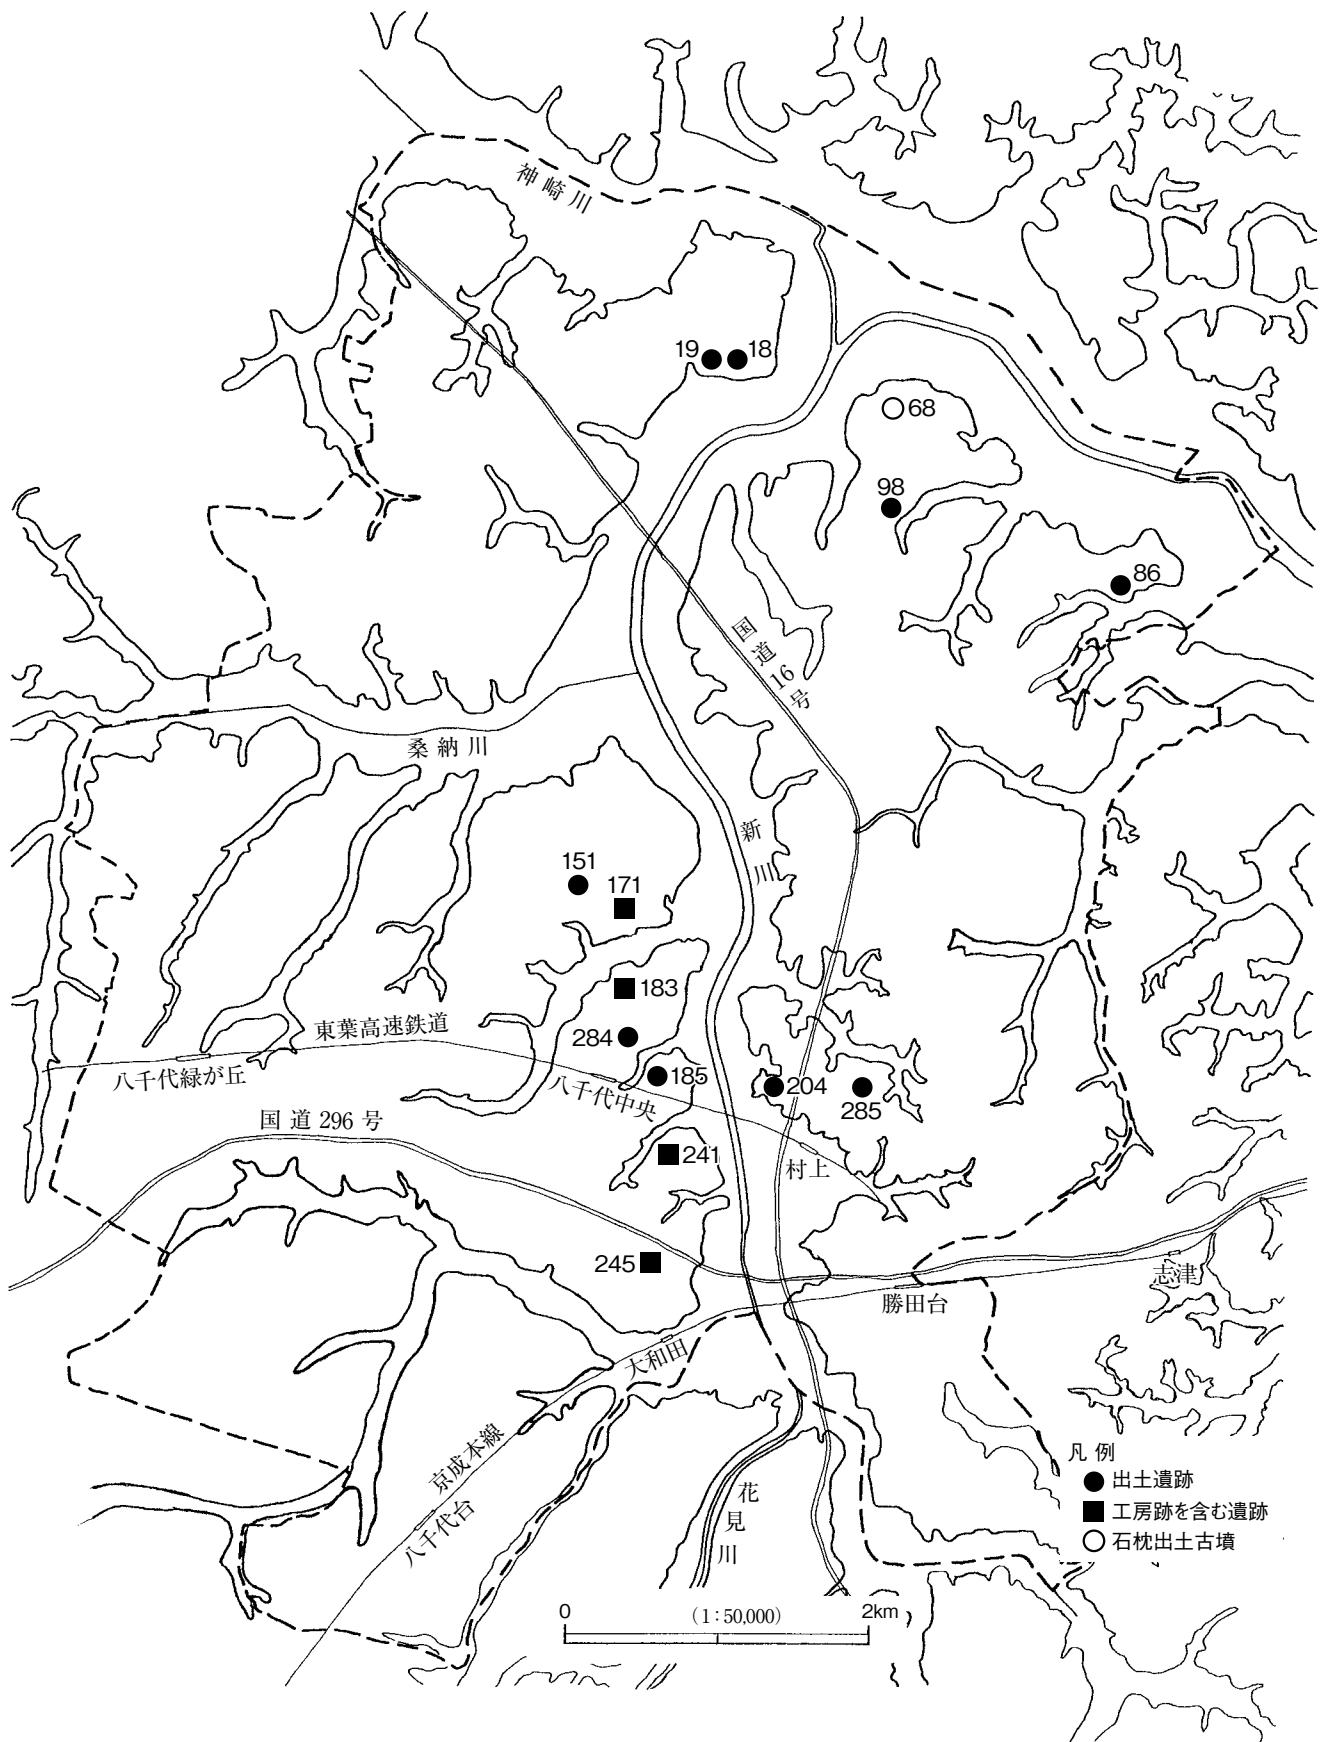 神崎川
19
18
68
98
86
国道16号
桑納川
新川
151
171
183
284
東葉高速鉄道
八千代緑が丘
八千代中央
185
204
285
国道296号
241
村上
245
志津
勝田台
大和田
京成本線
八千代台
花見川
凡例
出土遺跡
工房跡を含む遺跡
石枕出土古墳
0 (1:50,000) 2km